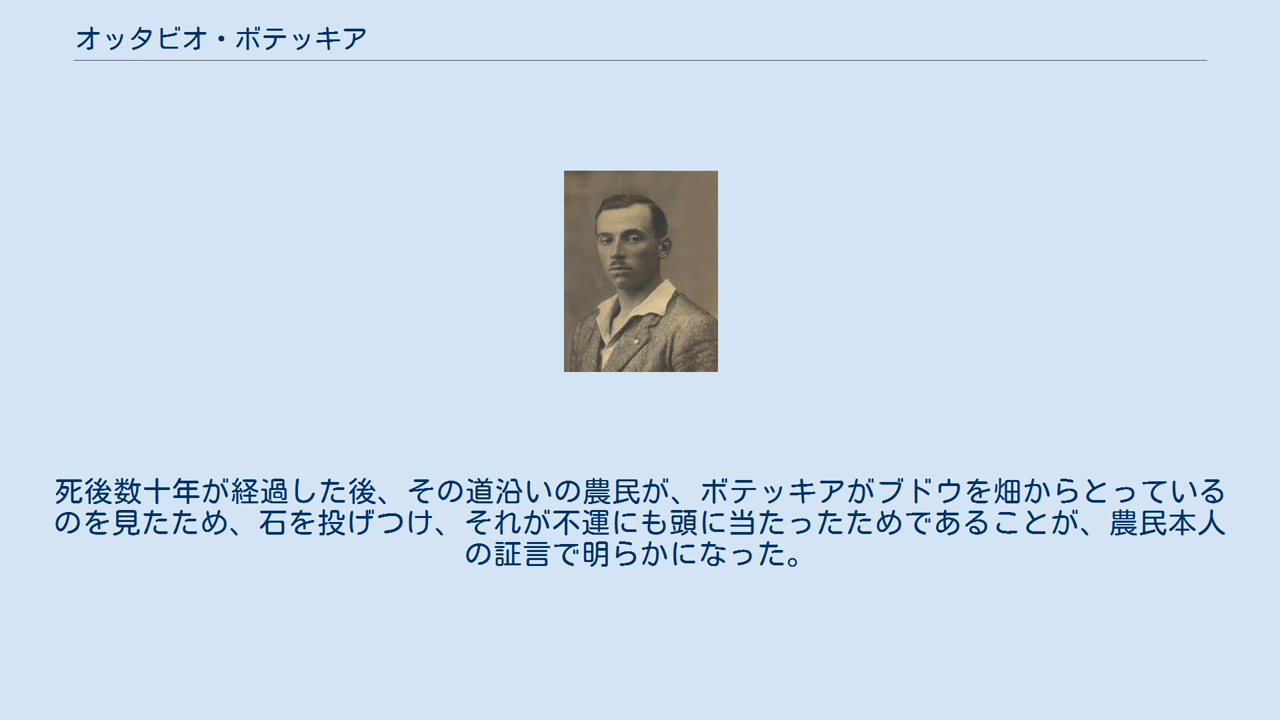 オッタビオ・ボテッキア
死後数十年が経過した後、その道沿いの農民が、ボテッキアがブドウを畑からとっている
のを見たため、石を投げつけ、それが不運にも頭に当たったためであることが、農民本人
の証言で明らかになった。